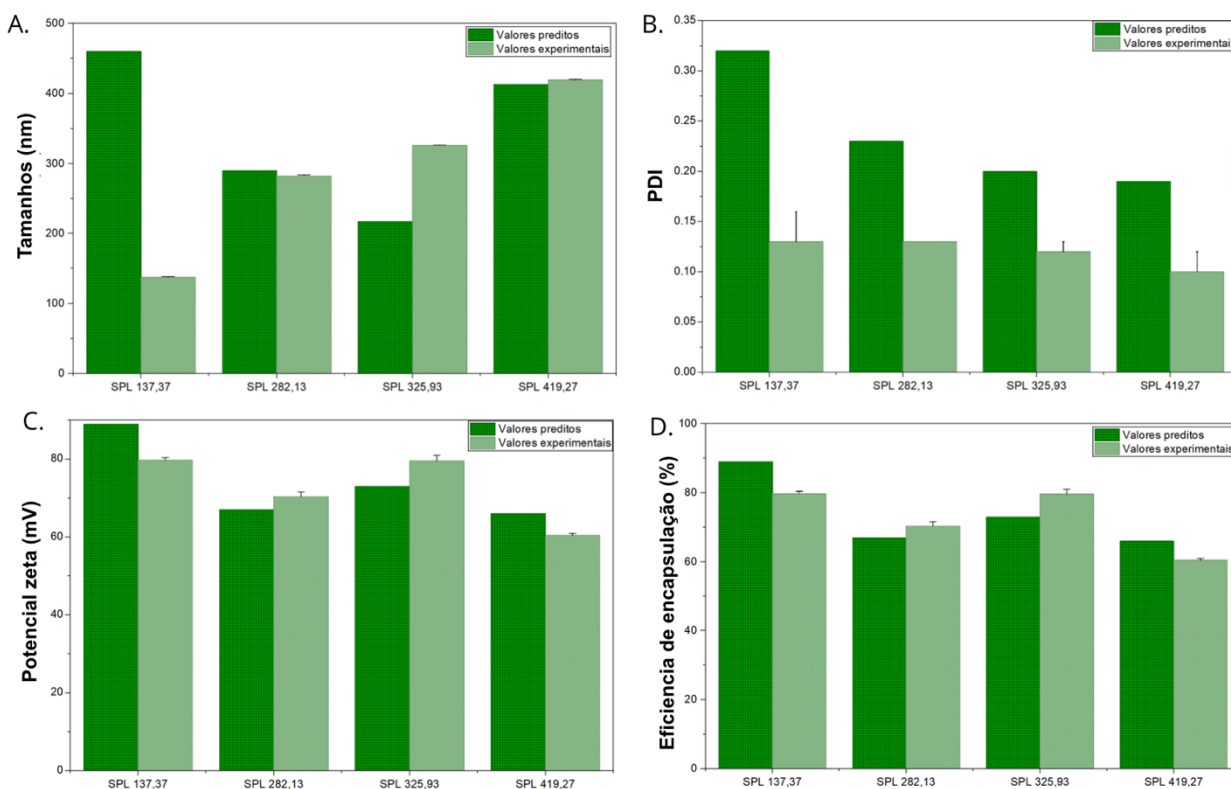 A.
Tamanhos (nm)
500
400
300
200
100
0
Valores preditos
Valores experimentais
SPL 137,37
SPL 282,13
SPL 325,93
SPL 419,27
B.
PDI
0.35
0.30
0.25
0.20
0.15
0.10
0.05
0.00
Valores preditos
Valores experimentais
SPL 137,37
SPL 282,13
SPL 325,93
SPL 419,27
C.
Potencial zeta (mV)
80
60
40
20
0
Valores preditos
Valores experimentais
SPL 137,37
SPL 282,13
SPL 325,93
SPL 419,27
D.
Eficiencia de encapsulação (%)
100
80
60
40
20
0
Valores preditos
Valores experimentais
SPL 137,37
SPL 282,13
SPL 325,93
SPL 419,27